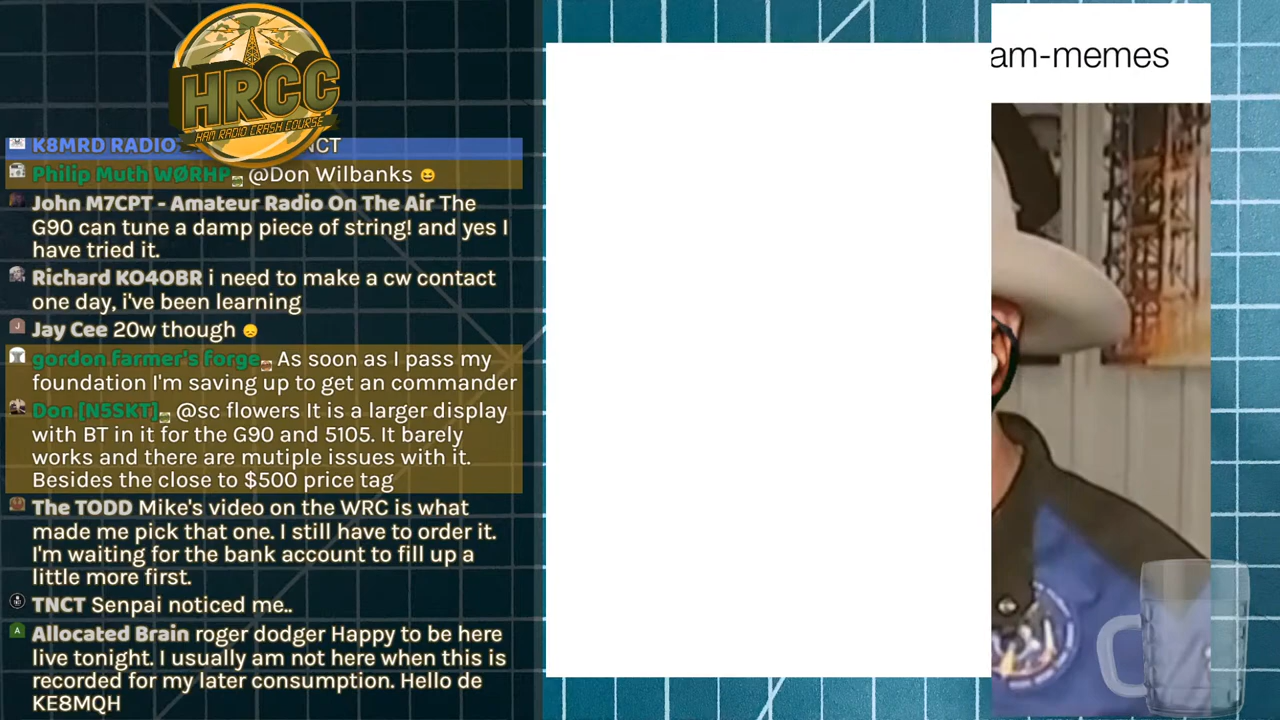 HRCC
HAM RADIO CRASH COURSE
am-memes
K8MRD RADIO
Philip Muth WØRHP @Don Wilbanks
John M7CPT - Amateur Radio On The Air The
G90 can tune a damp piece of string! and yes I
have tried it.
Richard KO4OBR i need to make a cw contact
one day, i've been learning
J Jay Cee 20w though
gordon farmer's forge As soon as I pass my
foundation I'm saving up to get an commander
Don [N5SKT] @sc flowers It is a larger display
with BT in it for the G90 and 5105. It barely
works and there are mutiple issues with it.
Besides the close to $500 price tag
The TODD Mike's video on the WRC is what
made me pick that one. I still have to order it.
I'm waiting for the bank account to fill up a
little more first.
TNCT Senpai noticed me..
A Allocated Brain roger dodger Happy to be here
live tonight. I usually am not here when this is
recorded for my later consumption. Hello de
KE8MQH